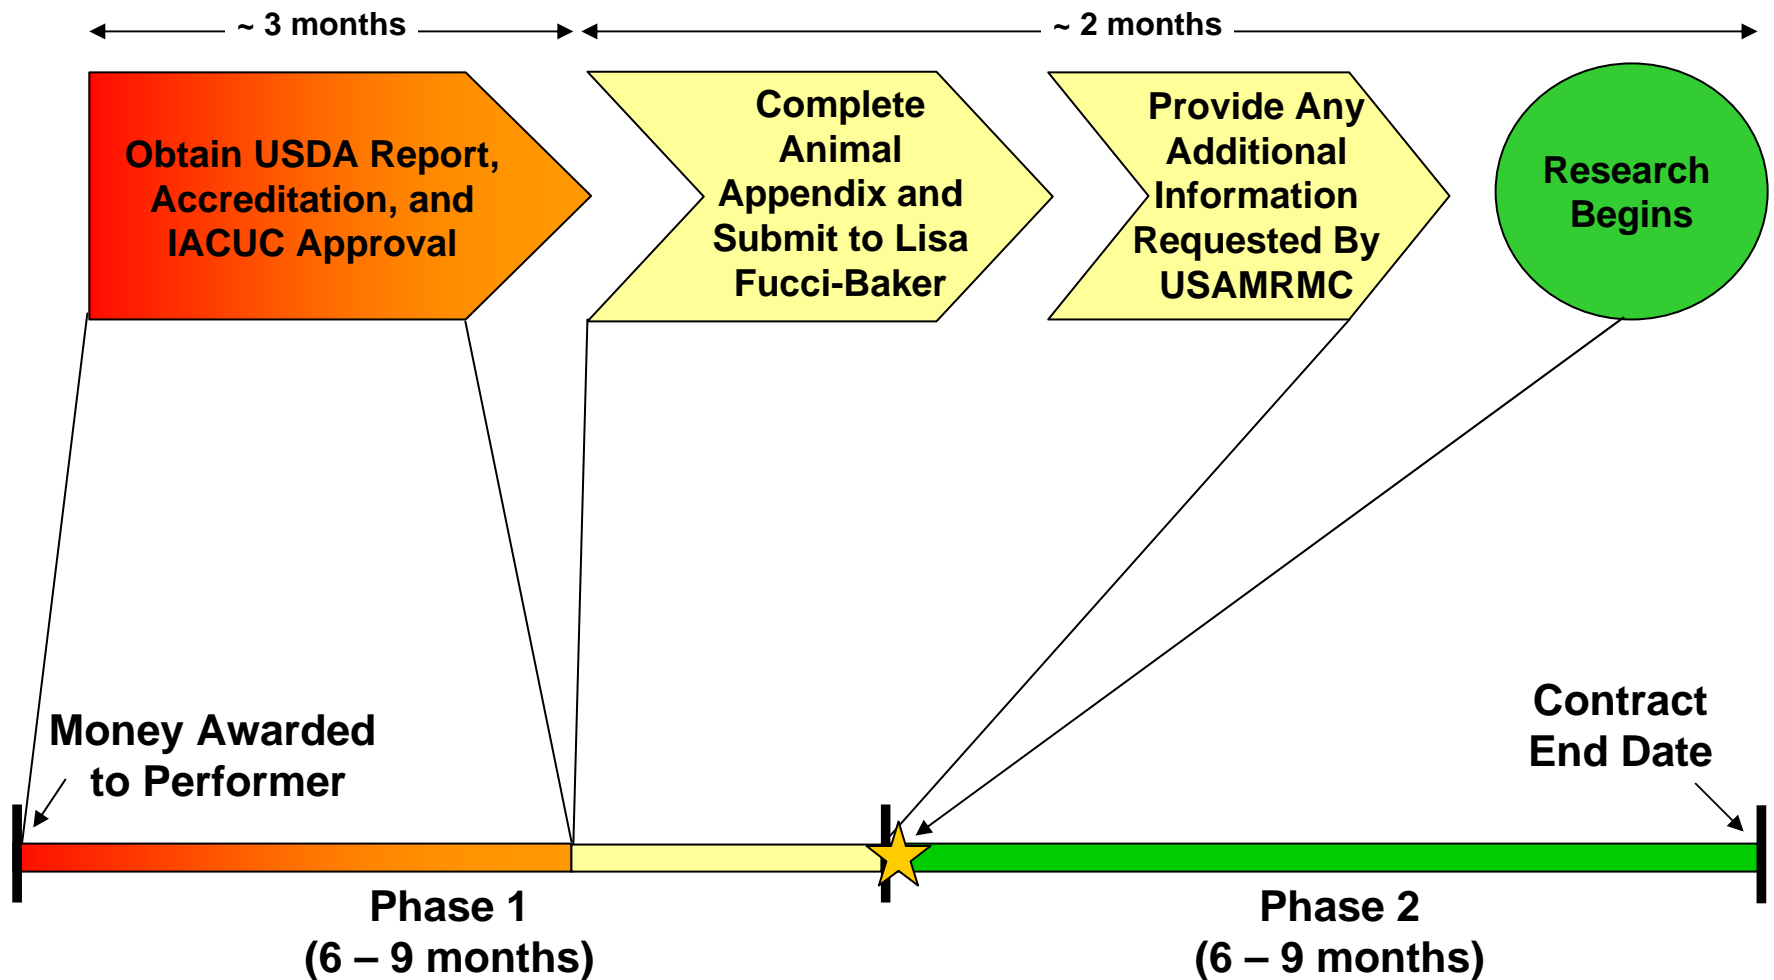 ~ 3 months
~ 2 months
Obtain USDA Report,
Accreditation, and
IACUC Approval
Complete
Animal
Appendix and
Submit to Lisa
Fucci-Baker
Provide Any
Additional
Information
Requested By
USAMRMC
Research
Begins
Money Awarded
to Performer
Contract
End Date
Phase 1
(6 – 9 months)
Phase 2
(6 – 9 months)